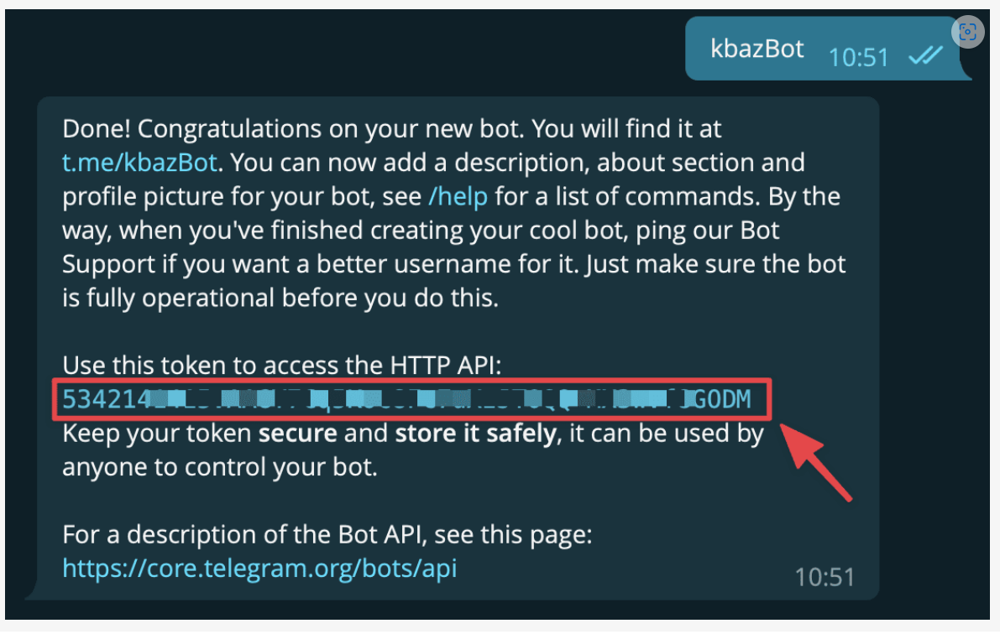 kbazBot 10:51
Done! Congratulations on your new bot. You will find it at
t.me/kbazBot. You can now add a description, about section and
profile picture for your bot, see /help for a list of commands. By the
way, when you've finished creating your cool bot, ping our Bot
Support if you want a better username for it. Just make sure the bot
is fully operational before you do this.
Use this token to access the HTTP API:
Keep your token secure and store it safely, it can be used by
anyone to control your bot.
For a description of the Bot API, see this page:
https://core.telegram.org/bots/api
10:51